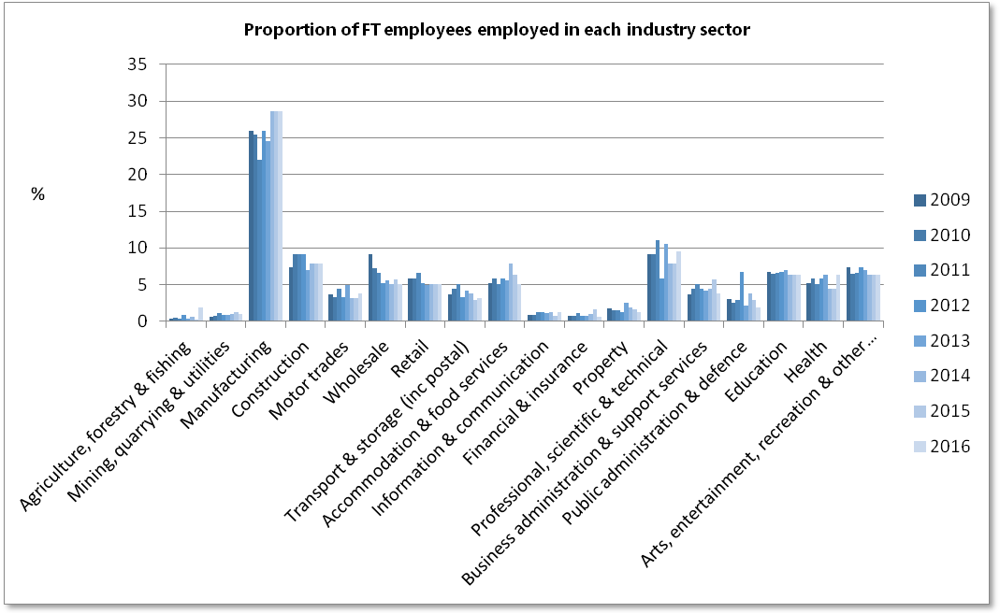 Proportion of FT employees employed in each industry sector
35
30
25
20
15
10
5
0
%
Agriculture, forestry & fishing
Mining, quarrying & utilities
Manufacturing
Construction
Motor trades
Wholesale
Retail
Transport & storage (inc postal)
Accommodation & food services
Information & communication
Financial & insurance
Property
Professional, scientific & technical
Business administration & support services
Public administration & defence
Education
Health
Arts, entertainment, recreation & other...
2009
2010
2011
2012
2013
2014
2015
2016